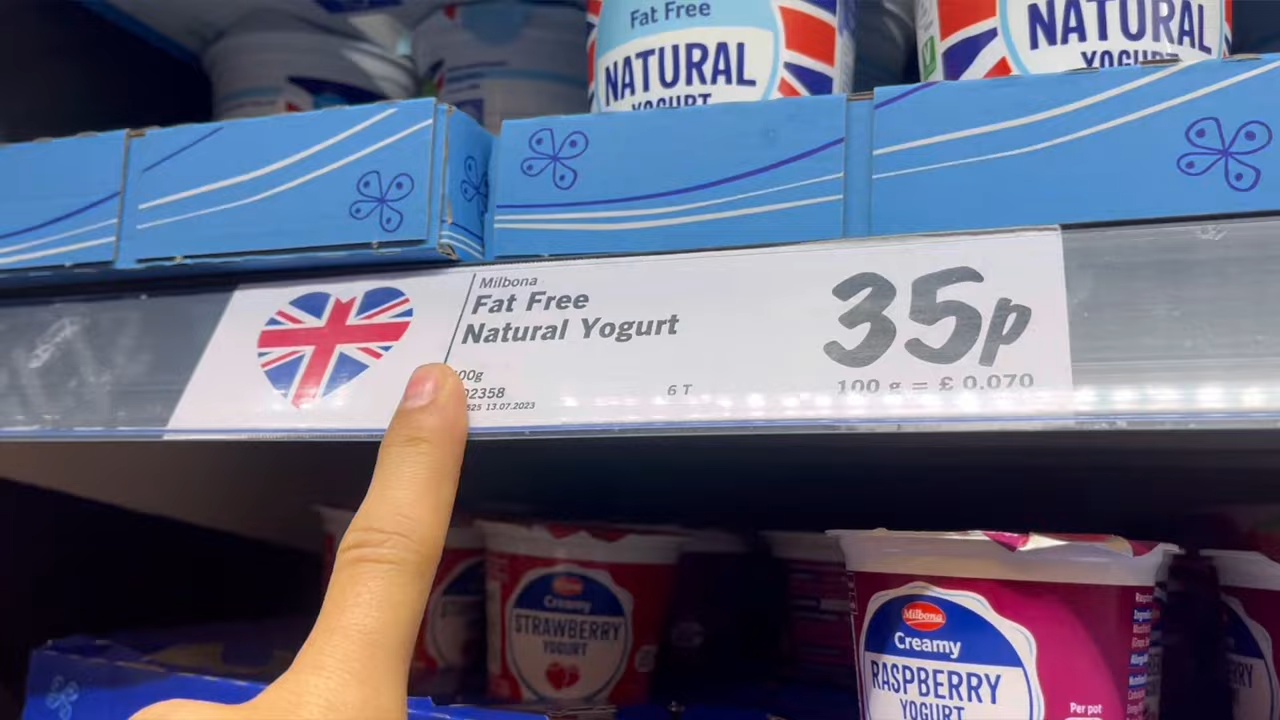 Fat Free
NATURAL
YOGURT
NATURAL
YOGURT
Milbona
Fat Free
Natural Yogurt
00g
02358
6 T
525 13.07.2023
35p
100 g = £ 0.070
Creamy
STRAWBERRY
YOGURT
Milbona
Creamy
RASPBERRY
YOGURT
Per pot